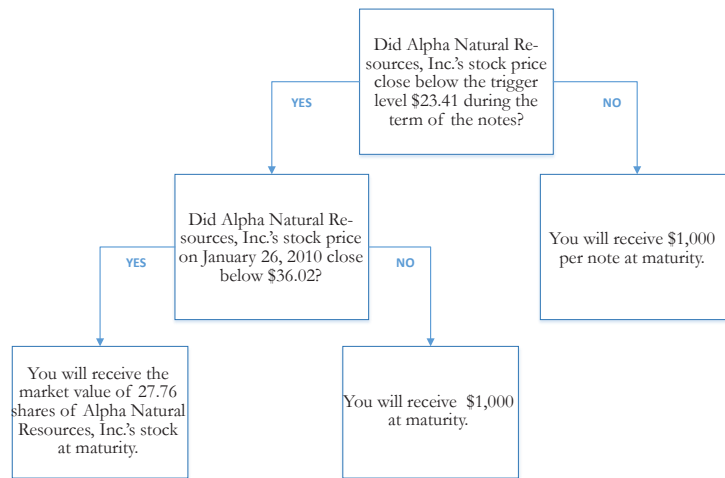 Did Alpha Natural Re-
sources, Inc.'s stock price
close below the trigger
level $23.41 during the
term of the notes?
YES
NO
Did Alpha Natural Re-
sources, Inc.'s stock price
on January 26, 2010 close
below $36.02?
You will receive $1,000
per note at maturity.
YES
NO
You will receive the
market value of 27.76
shares of Alpha Natural
Resources, Inc.'s stock
at maturity.
You will receive $1,000
at maturity.